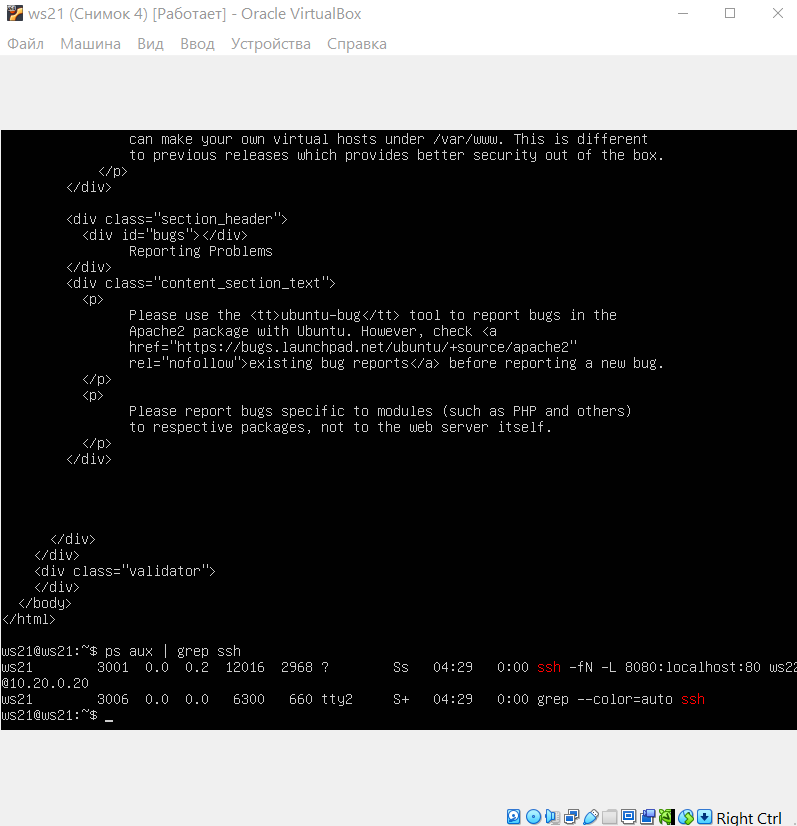 ws21 (Снимок 4) [Работает] - Oracle VirtualBox
Файл Машина Вид Ввод Устройства Справка
can make your own virtual hosts under /var/www. This is different
to previous releases which provides better security out of the box.
</p>
</div>
<div class="section_header">
<div id="bugs"></div>
Reporting Problems
</div>
<div class="content_section_text">
<p>
Please use the <tt>ubuntu-bug</tt> tool to report bugs in the
Apache2 package with Ubuntu. However, check <a
href="https://bugs.launchpad.net/ubuntu/+source/apache2"
rel="nofollow">existing bug reports</a> before reporting a new bug.
</p>
<p>
Please report bugs specific to modules (such as PHP and others)
to respective packages, not to the web server itself.
</p>
</div>
</div>
</div>
<div class="validator">
</div>
</body>
</html>
ws21@ws21:~$ ps aux | grep ssh
ws21 3001 0.0 0.2 12016 2968 ? Ss 04:29 0:00 ssh -fN -L 8080:localhost:80 ws22
@10.20.0.20
ws21 3006 0.0 0.0 6300 660 tty2 S+ 04:29 0:00 grep --color=auto ssh
ws21@ws21:~$ _
Right Ctrl